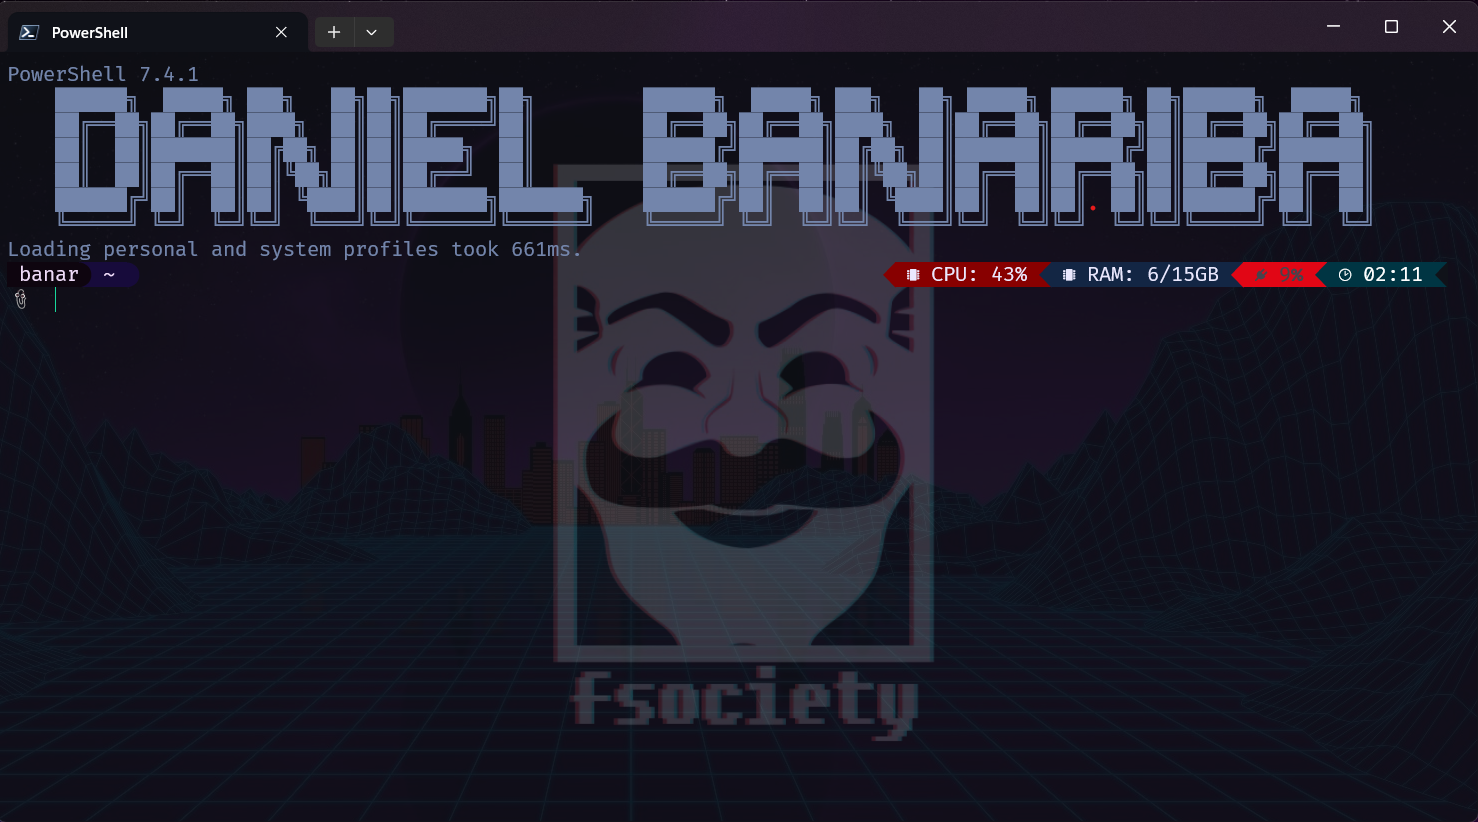 PowerShell
PowerShell 7.4.1
DANIEL BANARIBA
Loading personal and system profiles took 661ms.
banar ~ CPU: 43% RAM: 6/15GB 9% 02:11
fsociety